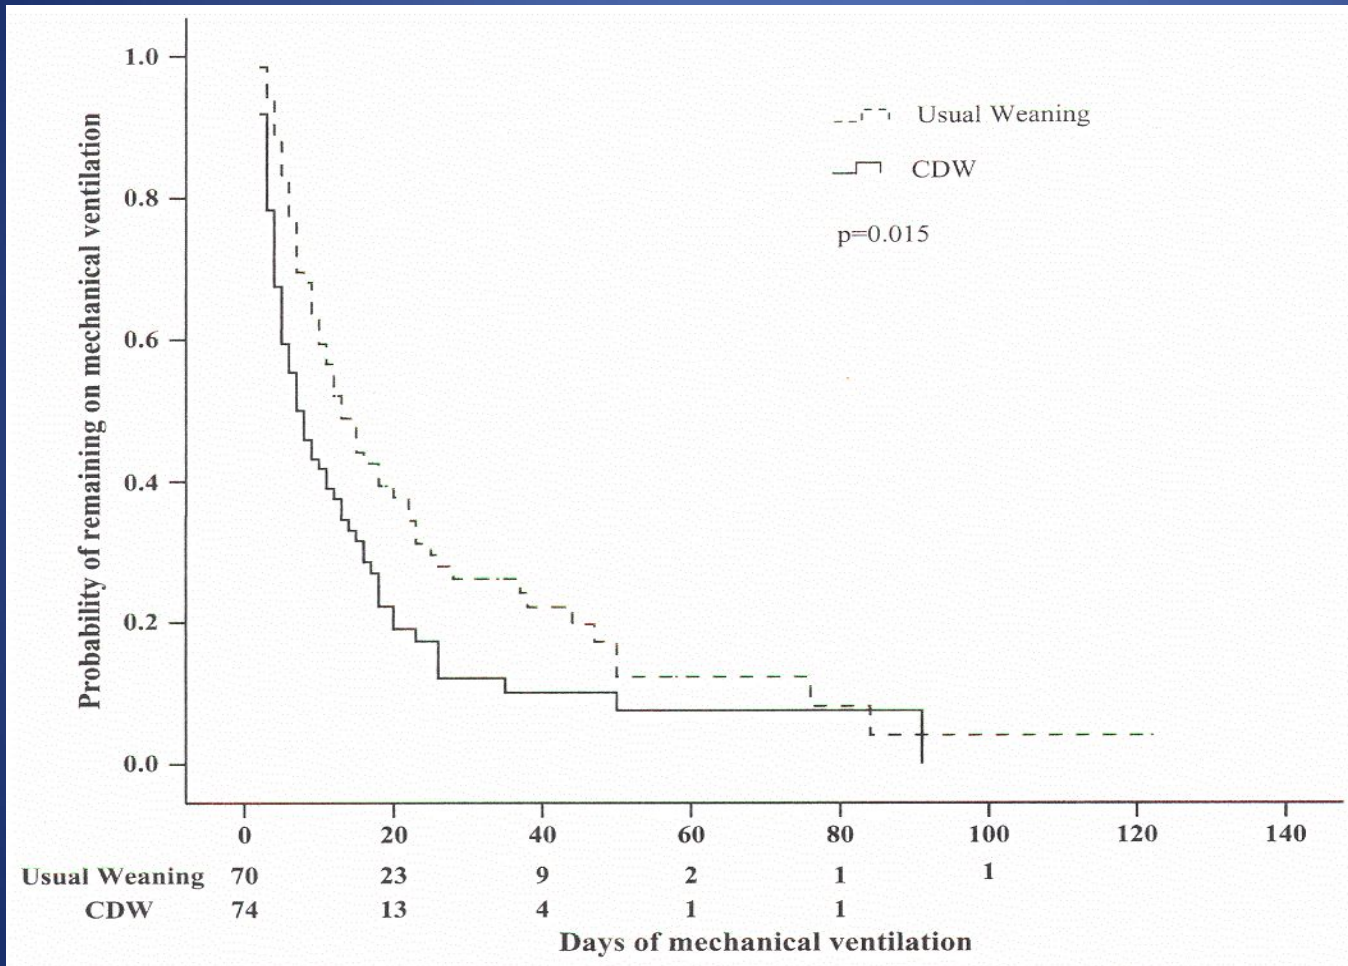 1.0
Usual Weaning
CDW
0.8
p=0.015
0.6
0.4
0.2
0.0
Probability of remaining on mechanical ventilation
0 20 40 60 80 100 120 140
Usual Weaning 70 23 9 2 1 1
CDW 74 13 4 1 1
Days of mechanical ventilation